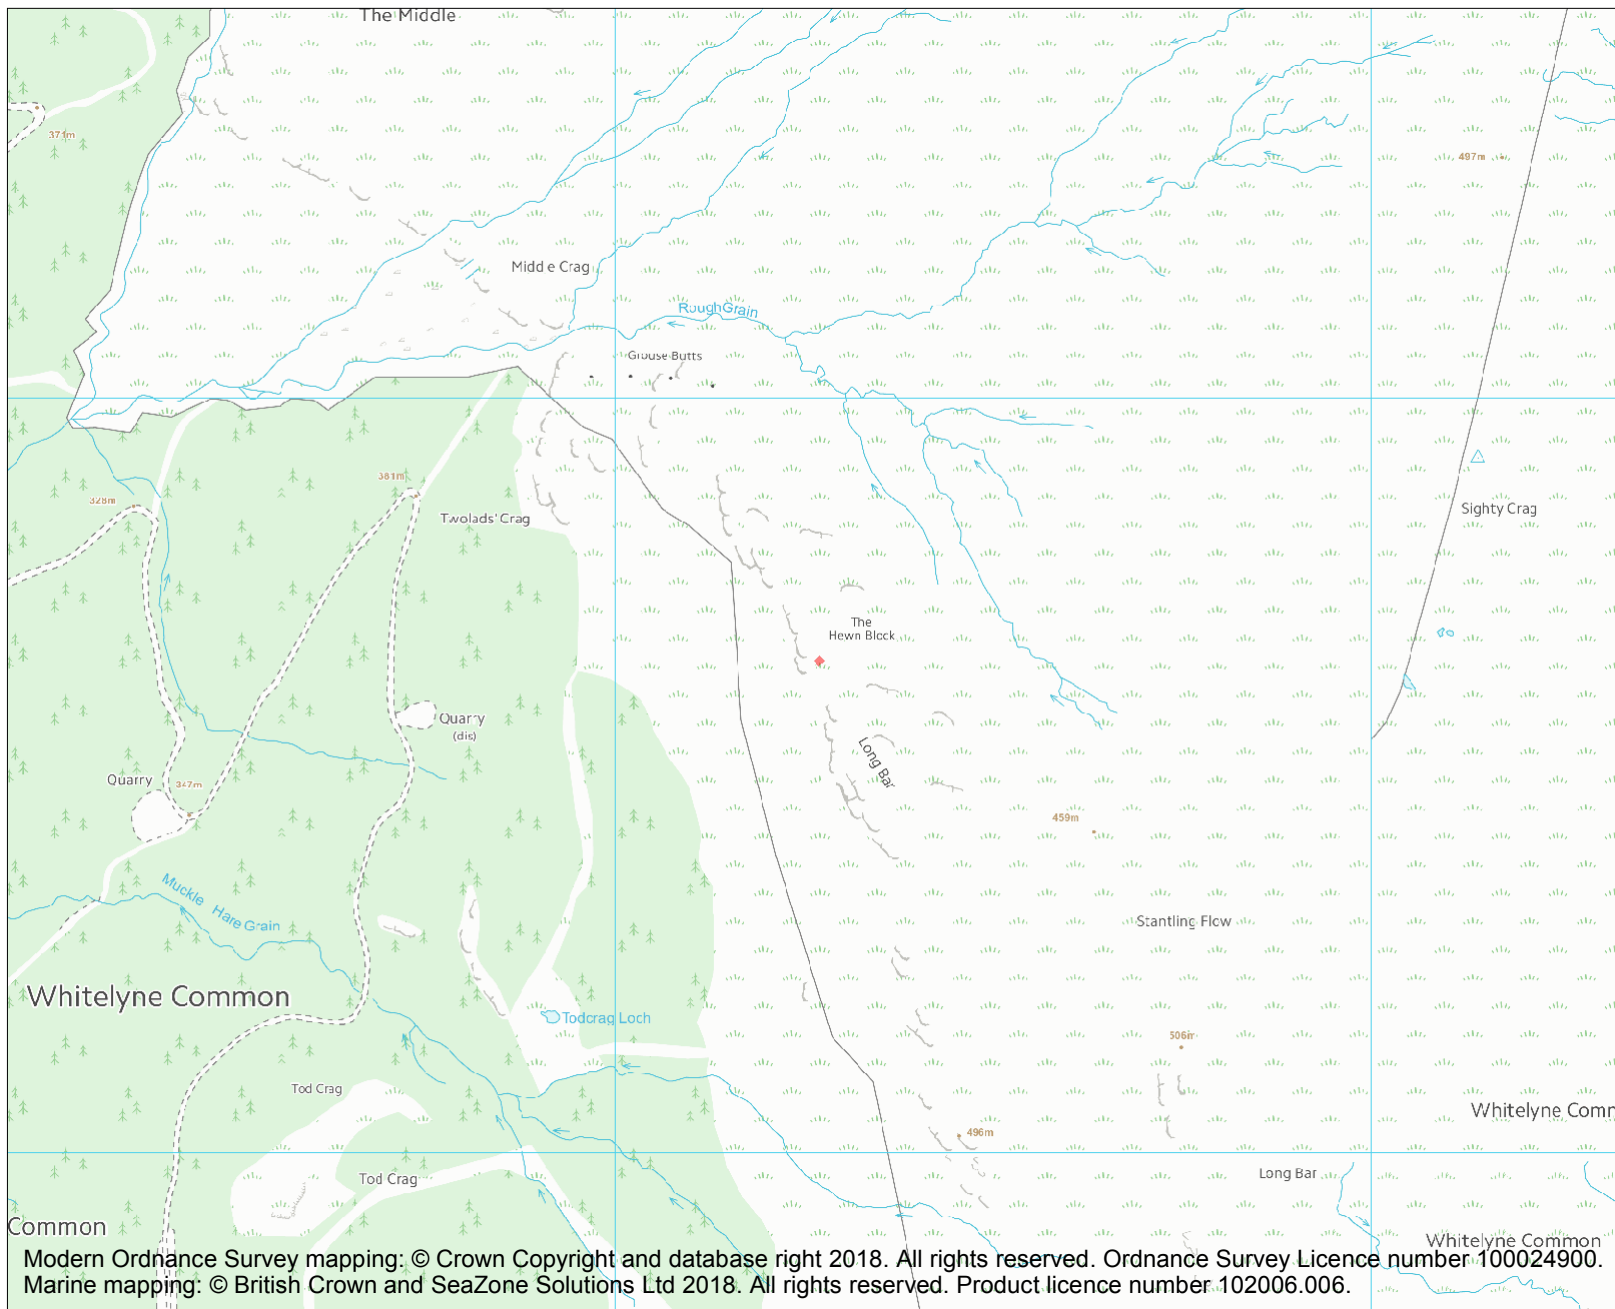 The Middle
371m
497m
Middle Crag
Rough Grain
Grouse Butts
381m
328m
Twolads' Crag
Sighty Crag
The
Hewn Block
Quarry
(dis)
Long Bar
Quarry
347m
459m
Muckle Hare Grain
Stantling Flow
Whitelyne Common
Todcrag Loch
506m
Tod Crag
Whitelyne Comm
496m
Tod Crag
Long Bar
Common
Whitelyne Common
Modern Ordnance Survey mapping: © Crown Copyright and database right 2018. All rights reserved. Ordnance Survey Licence number 100024900.
Marine mapping: © British Crown and SeaZone Solutions Ltd 2018. All rights reserved. Product licence number 102006.006.